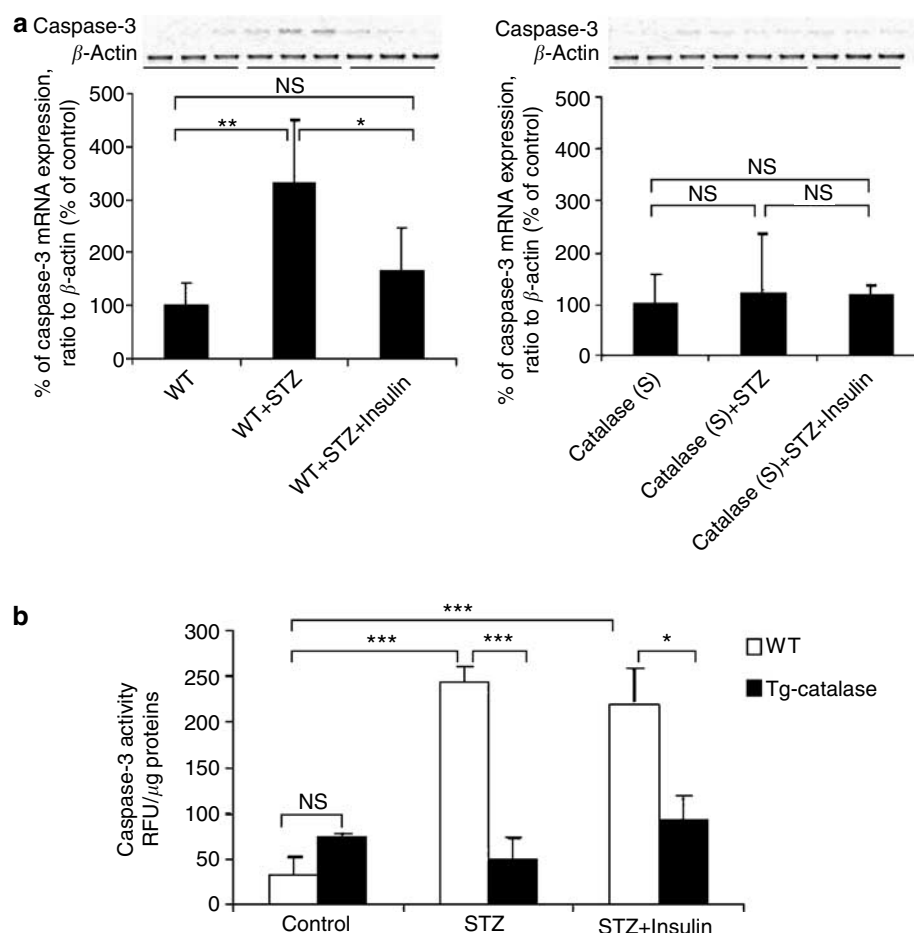 a
Caspase-3
β-Actin
% of caspase-3 mRNA expression,
ratio to β-actin (% of control)
500
400
300
200
100
0
NS
**
*
WT
WT+STZ
WT+STZ+Insulin
Caspase-3
β-Actin
% of caspase-3 mRNA expression,
ratio to β-actin (% of control)
500
400
300
200
100
0
NS
NS
NS
Catalase (S)
Catalase (S)+STZ
Catalase (S)+STZ+Insulin
b
Caspase-3 activity
RFU/μg proteins
300
250
200
150
100
50
0
***
***
***
*
NS
WT
Tg-catalase
Control
STZ
STZ+Insulin